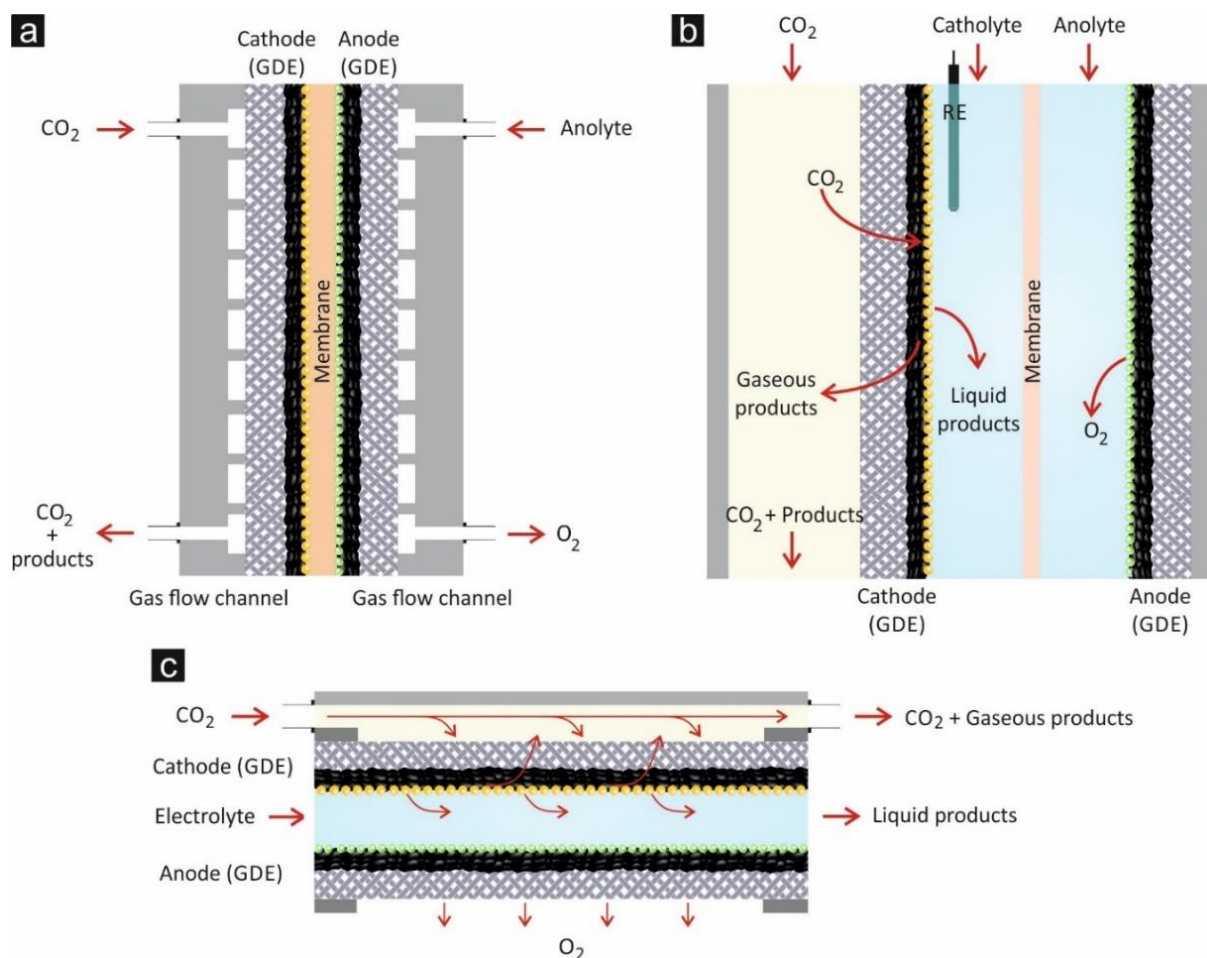 a
Cathode
(GDE)
Anode
(GDE)
CO2
Anolyte
Membrane
CO2
+
products
O2
Gas flow channel
Gas flow channel
b
CO2
Catholyte
Anolyte
RE
CO2
Membrane
Gaseous
products
Liquid
products
O2
CO2 + Products
Cathode
(GDE)
Anode
(GDE)
c
CO2
CO2 + Gaseous products
Cathode (GDE)
Electrolyte
Liquid products
Anode (GDE)
O2